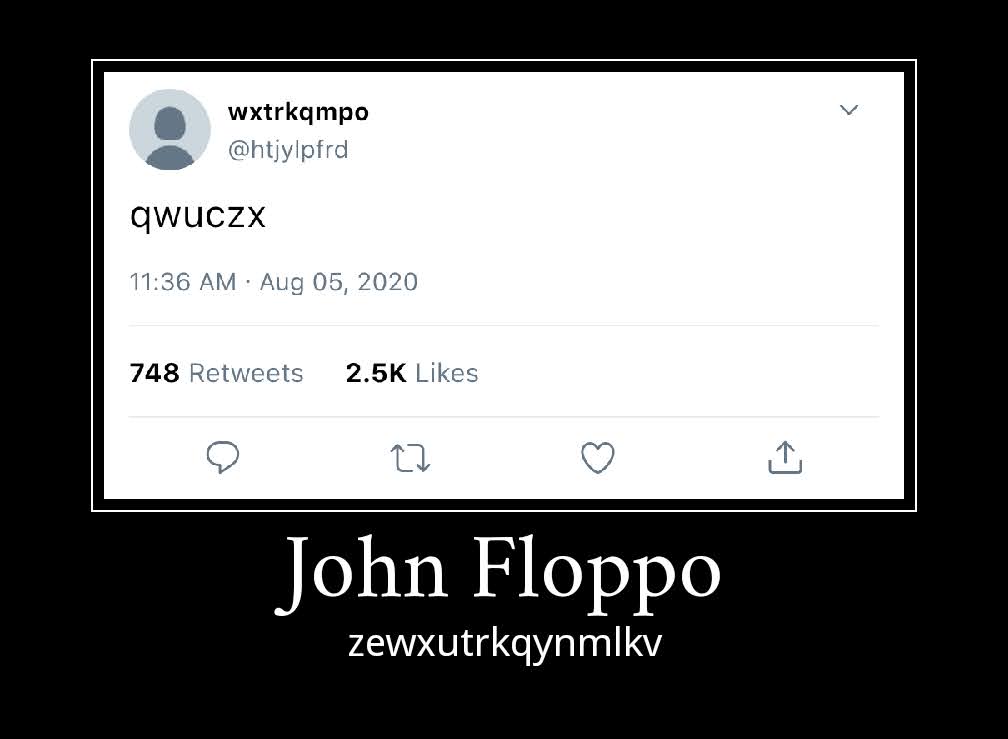 wxtrkqmpo
@htjylpfrd
qwuczx
11:36 AM · Aug 05, 2020
748 Retweets 2.5K Likes
John Floppo
zewxutrkqynmlkv